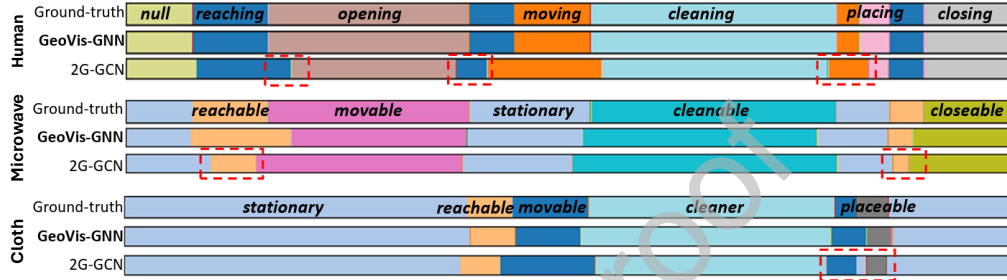 Human
Ground-truth null reaching opening moving cleaning placing closing
GeoVis-GNN
2G-GCN
Microwave
Ground-truth reachable movable stationary cleanable closeable
GeoVis-GNN
2G-GCN
Cloth
Ground-truth stationary reachable movable cleaner placeable
GeoVis-GNN
2G-GCN
roof